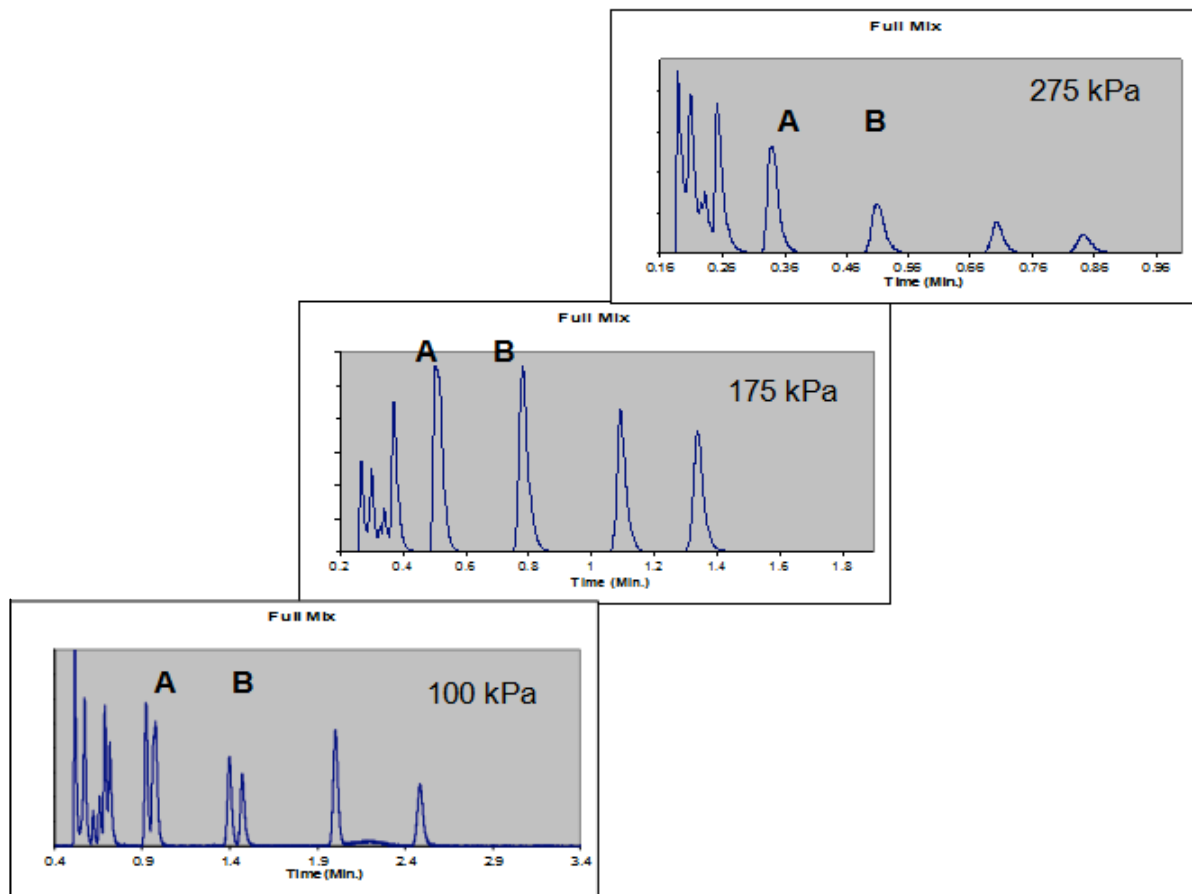 Full Mix
275 kPa
A B
0.16 0.26 0.36 0.46 0.56 0.66 0.76 0.86 0.96
Time (Min.)
Full Mix
A B
175 kPa
0.2 0.4 0.6 0.8 1 1.2 1.4 1.6 1.8
Time (Min.)
Full Mix
A B
100 kPa
0.4 0.9 1.4 1.9 2.4 2.9 3.4
Time(Min.)